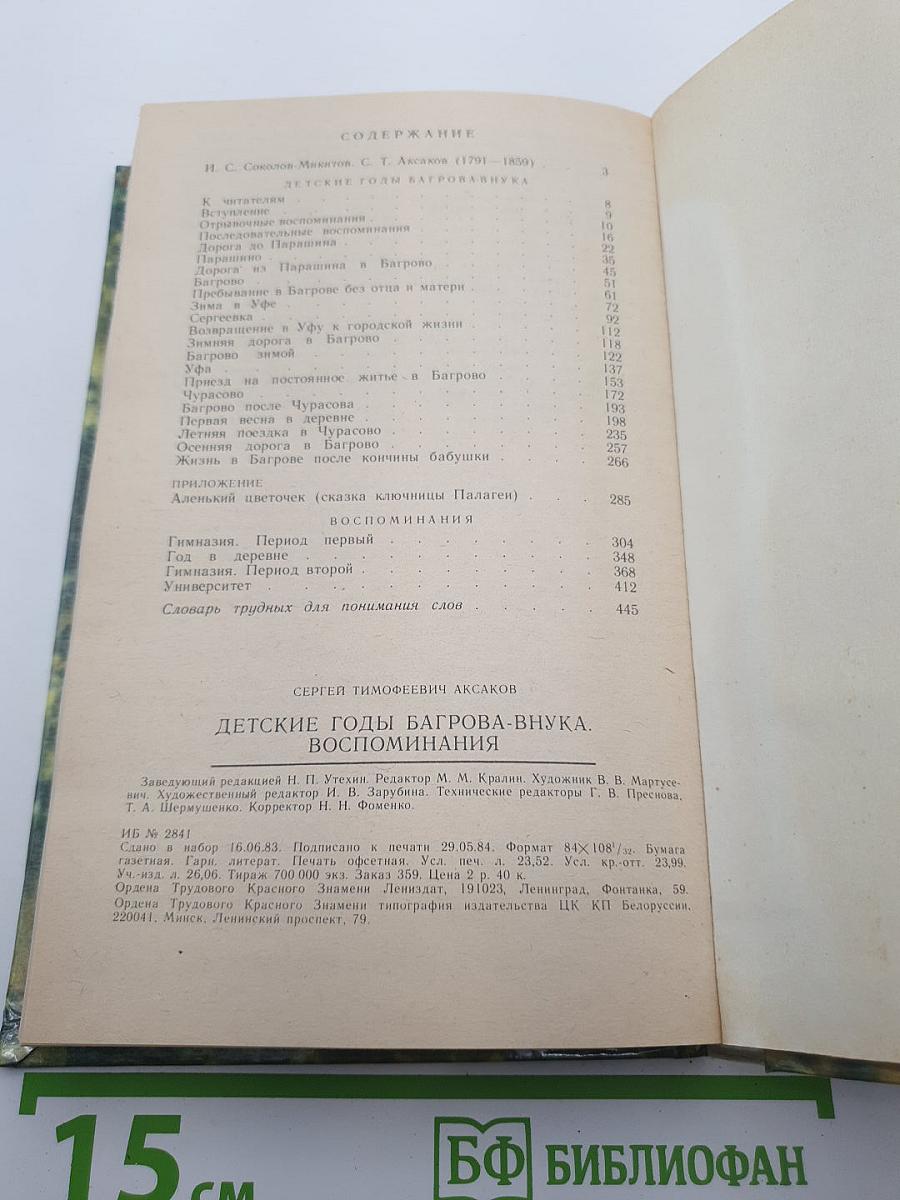 СОДЕРЖАНИЕ
И. С. Соколов-Микитов. С. Т. Аксаков (1791—1859) . . 3
ДЕТСКИЕ ГОДЫ БАГРОВА-ВНУКА
К читателям . . . . . . . . . . 8
Вступление . . . . . . . . . . 9
Отрывочные воспоминания . . . . . . . . 10
Последовательные воспоминания . . . . . . 16
Дорога до Парашина . . . . . . . . 22
Парашино . . . . . . . . . . 35
Дорога из Парашина в Багрово . . . . . . 45
Багрово . . . . . . . . . . 51
Пребывание в Багрове без отца и матери . . . . 61
Зима в Уфе . . . . . . . . . . 72
Сергеевка . . . . . . . . . . 92
Возвращение в Уфу к городской жизни . . . . 112
Зимняя дорога в Багрово . . . . . . . 118
Багрово зимой . . . . . . . . . 122
Уфа . . . . . . . . . . . 137
Приезд на постоянное житье в Багрово . . . . 153
Чурасово . . . . . . . . . . 172
Багрово после Чурасова . . . . . . . 193
Первая весна в деревне . . . . . . . 198
Летняя поездка в Чурасово . . . . . . 235
Осенняя дорога в Багрово . . . . . . 257
Жизнь в Багрове после кончины бабушки . . . . 266
ПРИЛОЖЕНИЕ
Аленький цветочек (сказка ключницы Палагеи) . . . 285
ВОСПОМИНАНИЯ
Гимназия. Период первый . . . . . . . 304
Год в деревне . . . . . . . . . 348
Гимназия. Период второй . . . . . . . 368
Университет . . . . . . . . . 412
Словарь трудных для понимания слов . . . . . 445
СЕРГЕЙ ТИМОФЕЕВИЧ АКСАКОВ
ДЕТСКИЕ ГОДЫ БАГРОВА-ВНУКА.
ВОСПОМИНАНИЯ
Заведующий редакцией Н. П. Утехин. Редактор М. М. Кралин. Художник В. В. Мартусе-
вич. Художественный редактор И. В. Зарубина. Технические редакторы Г. В. Преснова,
Т. А. Шермушенко. Корректор Н. Н. Фоменко.
ИБ № 2841
Сдано в набор 16.06.83. Подписано к печати 29.05.84. Формат 84×108¹/₃₂. Бумага
газетная. Гарн. литерат. Печать офсетная. Усл. печ. л. 23,52. Усл. кр.-отт. 23,99.
Уч.-изд. л. 26,06. Тираж 700 000 экз. Заказ 359. Цена 2 р. 40 к.
Ордена Трудового Красного Знамени Лениздат, 191023, Ленинград, Фонтанка, 59.
Ордена Трудового Красного Знамени типография издательства ЦК КП Белоруссии.
220041, Минск, Ленинский проспект, 79.
15 см
БФ БИБЛИОФАН